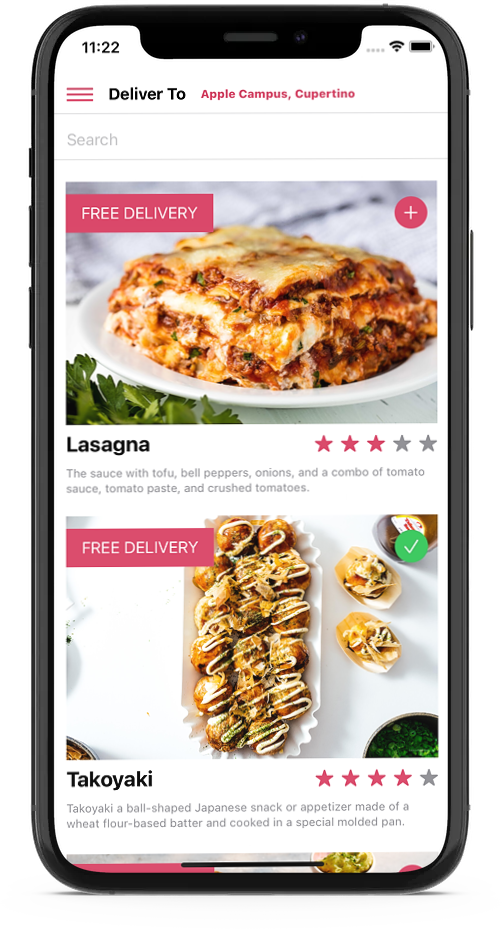 11:22
Deliver To Apple Campus, Cupertino
Search
FREE DELIVERY
Lasagna
The sauce with tofu, bell peppers, onions, and a combo of tomato
sauce, tomato paste, and crushed tomatoes.
FREE DELIVERY
Takoyaki
Takoyaki a ball-shaped Japanese snack or appetizer made of a
wheat flour-based batter and cooked in a special molded pan.